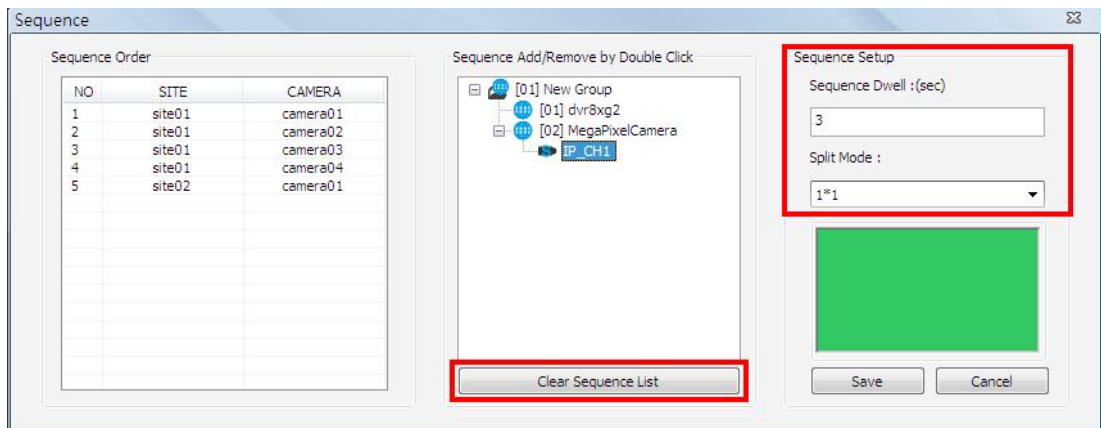 Sequence
Sequence Order
NO SITE CAMERA
1 site01 camera01
2 site01 camera02
3 site01 camera03
4 site01 camera04
5 site02 camera01
Sequence Add/Remove by Double Click
[01] New Group
[01] dvr8xg2
[02] MegaPixelCamera
IP_CH1
Clear Sequence List
Sequence Setup
Sequence Dwell :(sec)
3
Split Mode :
1*1
Save Cancel